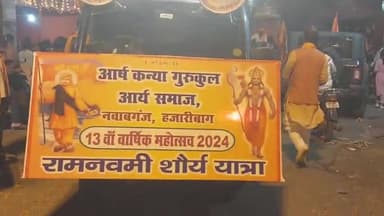 आर्ष कन्या गुरुकुल
आर्य समाज,
नवाबगंज, हजारीबाग
13 वाँ वार्षिक महोत्सव 2024
रामनवमी शौर्य यात्रा